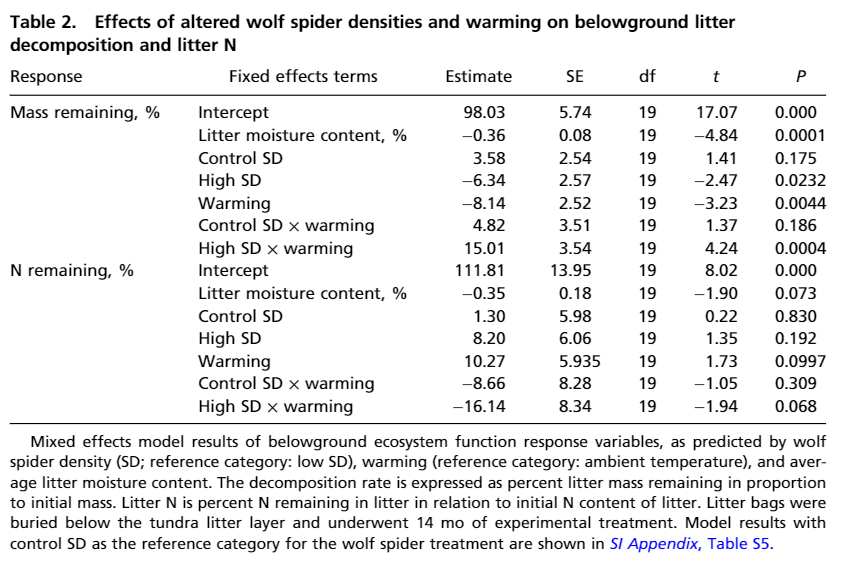 Table 2. Effects of altered wolf spider densities and warming on belowground litter
decomposition and litter N
Response Fixed effects terms Estimate SE df t P
Mass remaining, % Intercept 98.03 5.74 19 17.07 0.000
Litter moisture content, % −0.36 0.08 19 −4.84 0.0001
Control SD 3.58 2.54 19 1.41 0.175
High SD −6.34 2.57 19 −2.47 0.0232
Warming −8.14 2.52 19 −3.23 0.0044
Control SD × warming 4.82 3.51 19 1.37 0.186
High SD × warming 15.01 3.54 19 4.24 0.0004
N remaining, % Intercept 111.81 13.95 19 8.02 0.000
Litter moisture content, % −0.35 0.18 19 −1.90 0.073
Control SD 1.30 5.98 19 0.22 0.830
High SD 8.20 6.06 19 1.35 0.192
Warming 10.27 5.935 19 1.73 0.0997
Control SD × warming −8.66 8.28 19 −1.05 0.309
High SD × warming −16.14 8.34 19 −1.94 0.068
Mixed effects model results of belowground ecosystem function response variables, as predicted by wolf
spider density (SD; reference category: low SD), warming (reference category: ambient temperature), and aver-
age litter moisture content. The decomposition rate is expressed as percent litter mass remaining in proportion
to initial mass. Litter N is percent N remaining in litter in relation to initial N content of litter. Litter bags were
buried below the tundra litter layer and underwent 14 mo of experimental treatment. Model results with
control SD as the reference category for the wolf spider treatment are shown in SI Appendix, Table S5.